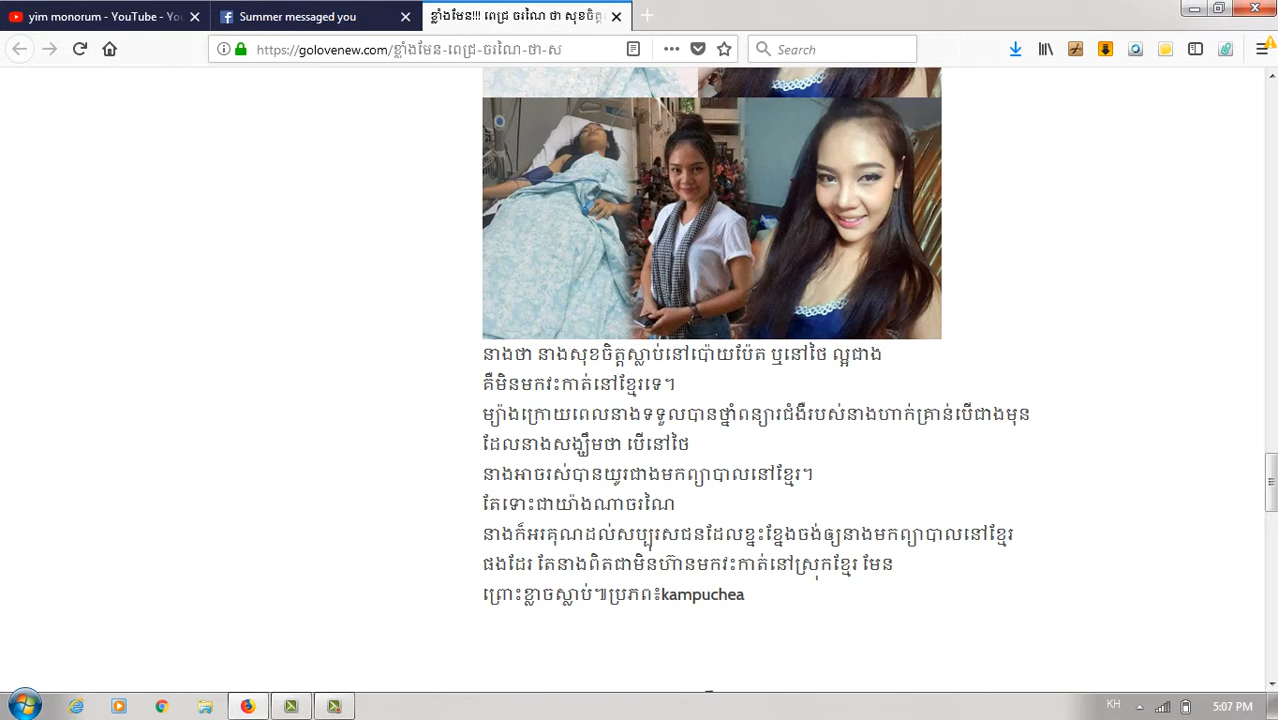 yim monorum - YouTube - You
Summer messaged you
ខ្លាំងមែន!!! ពេជ្រ ចរណៃ ថា សុខចិត្ត
https://golovenew.com/ខ្លាំងមែន-ពេជ្រ-ចរណៃ-ថា-ស
Search
នាងថា នាងសុខចិត្តស្លាប់នៅប៉ោយប៉ែត ឬនៅថៃ ល្អជាង
គឺមិនមកវះកាត់នៅខ្មែរទេ។
ម្យ៉ាងក្រោយពេលនាងទទួលបានថ្នាំពន្យារជំងឺរបស់នាងហាក់គ្រាន់បើជាងមុន
ដែលនាងសង្ឃឹមថា បើនៅថៃ
នាងអាចរស់បានយូរជាងមកព្យាបាលនៅខ្មែរ។
តែទោះជាយ៉ាងណាចរណៃ
នាងក៏អរគុណដល់សប្បុរសជនដែលខ្នះខ្នែងចង់ឲ្យនាងមកព្យាបាលនៅខ្មែរ
ផងដែរ តែនាងពិតជាមិនហ៊ានមកវះកាត់នៅស្រុកខ្មែរ មែន
ព្រោះខ្លាចស្លាប់៕ប្រភព៖kampuchea
KH
5:07 PM